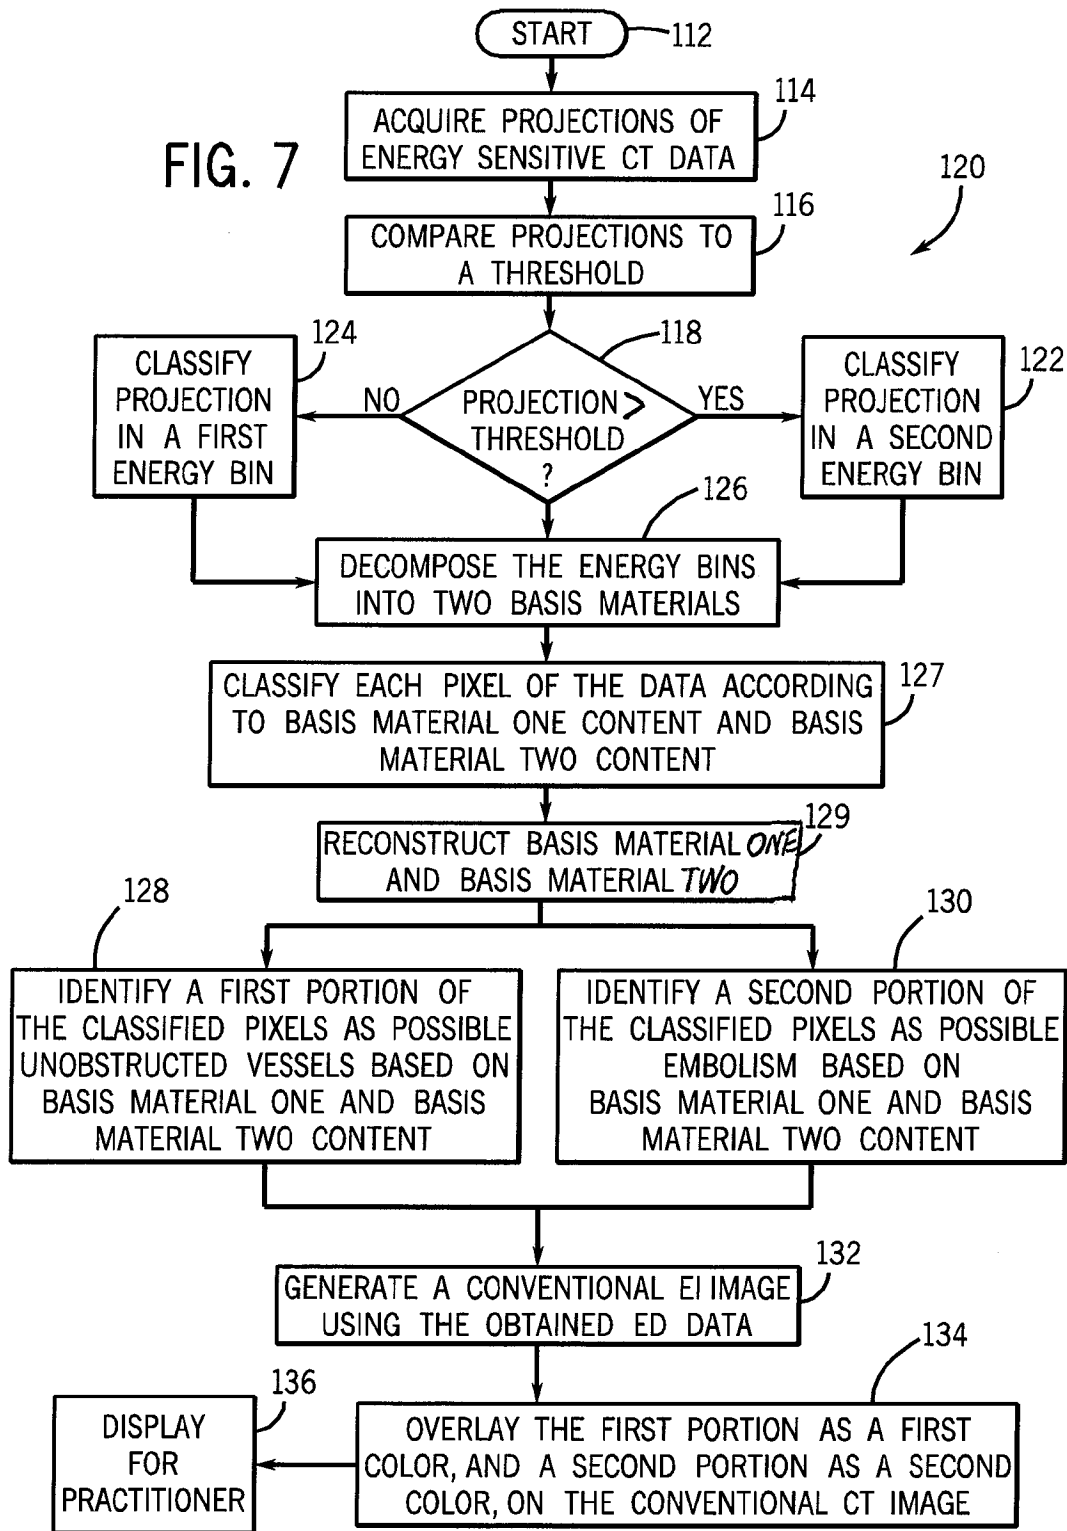 START
112
114
ACQUIRE PROJECTIONS OF
ENERGY SENSITIVE CT DATA
FIG. 7
120
116
COMPARE PROJECTIONS TO
A THRESHOLD
118
124
CLASSIFY
PROJECTION
IN A FIRST
ENERGY BIN
NO
PROJECTION >
THRESHOLD
?
YES
122
CLASSIFY
PROJECTION
IN A SECOND
ENERGY BIN
126
DECOMPOSE THE ENERGY BINS
INTO TWO BASIS MATERIALS
127
CLASSIFY EACH PIXEL OF THE DATA ACCORDING
TO BASIS MATERIAL ONE CONTENT AND BASIS
MATERIAL TWO CONTENT
129
RECONSTRUCT BASIS MATERIAL ONE
AND BASIS MATERIAL TWO
128
IDENTIFY A FIRST PORTION OF
THE CLASSIFIED PIXELS AS POSSIBLE
UNOBSTRUCTED VESSELS BASED ON
BASIS MATERIAL ONE AND BASIS
MATERIAL TWO CONTENT
130
IDENTIFY A SECOND PORTION OF
THE CLASSIFIED PIXELS AS POSSIBLE
EMBOLISM BASED ON
BASIS MATERIAL ONE AND BASIS
MATERIAL TWO CONTENT
132
GENERATE A CONVENTIONAL EI IMAGE
USING THE OBTAINED ED DATA
134
OVERLAY THE FIRST PORTION AS A FIRST
COLOR, AND A SECOND PORTION AS A SECOND
COLOR, ON THE CONVENTIONAL CT IMAGE
136
DISPLAY
FOR
PRACTITIONER